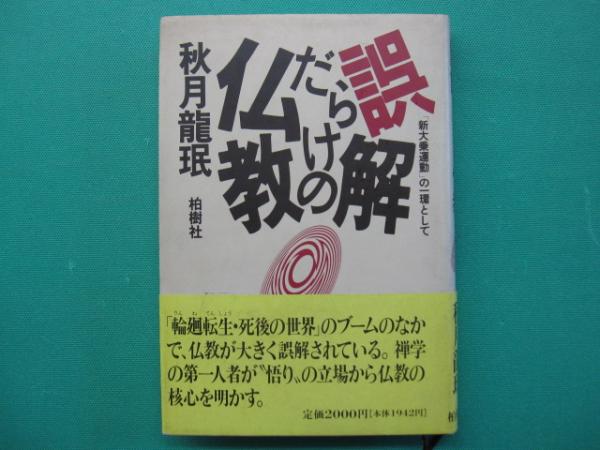 誤解
だらけの
仏教
「新大乗運動」の一環として
秋月龍珉
柏樹社
「輪廻転生・死後の世界」のブームのなか
で、仏教が大きく誤解されている。禅学
の第一人者が〝悟り〟の立場から仏教の
核心を明かす。
定価2000円[本体1942円]